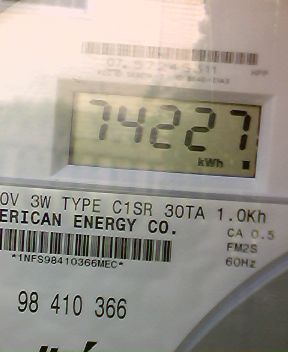 74227
kWh
0V 3W TYPE C1SR 30TA 1.0Kh
ERICAN ENERGY CO.
CA 0.5
FM2S
60Hz
*1NFS98410366MEC*
98 410 366